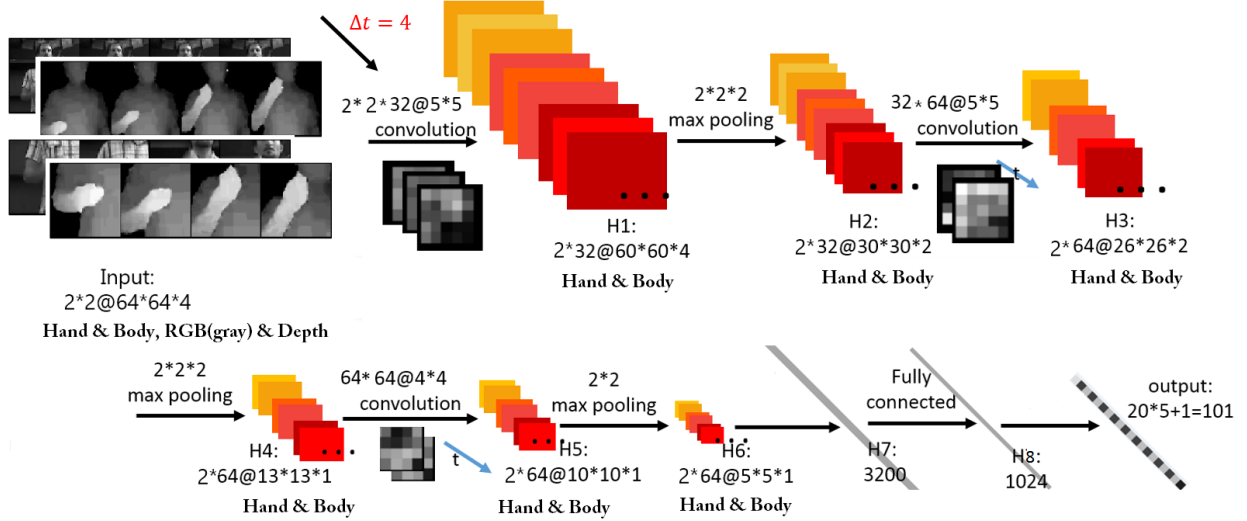 Δt = 4
2* 2*32@5*5
convolution
2*2*2
max pooling
32* 64@5*5
convolution
t
H1:
2*32@60*60*4
Hand & Body
H2:
2*32@30*30*2
Hand & Body
H3:
2*64@26*26*2
Hand & Body
Input:
2*2@64*64*4
Hand & Body, RGB(gray) & Depth
2*2*2
max pooling
64* 64@4*4
convolution
t
2*2
max pooling
Fully
connected
output:
20*5+1=101
H4:
2*64@13*13*1
Hand & Body
H5:
2*64@10*10*1
Hand & Body
H6:
2*64@5*5*1
Hand & Body
H7:
3200
H8:
1024